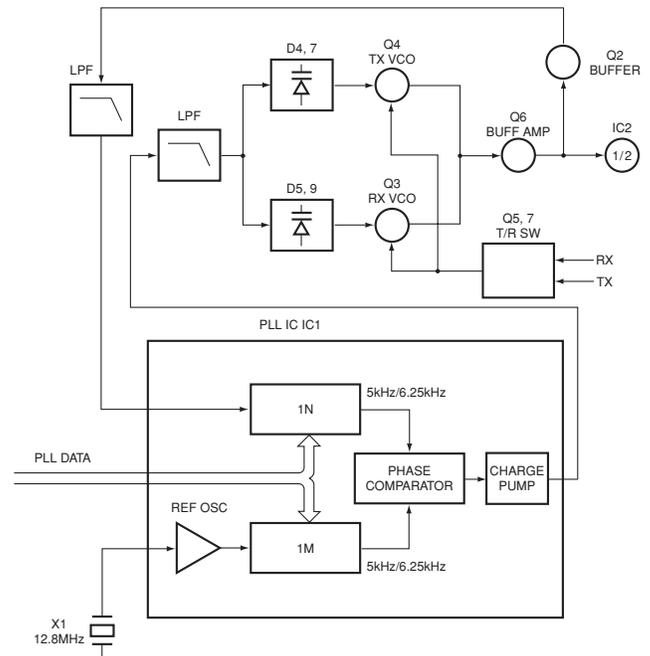 Q4
TX VCO
D4, 7
Q2
BUFFER
LPF
LPF
Q6
BUFF AMP
IC2
1/2
D5, 9
Q3
RX VCO
Q5, 7
T/R SW
RX
TX
PLL IC IC1
5kHz/6.25kHz
1N
PLL DATA
PHASE
COMPARATOR
CHARGE
PUMP
REF OSC
1M
5kHz/6.25kHz
X1
12.8MHz